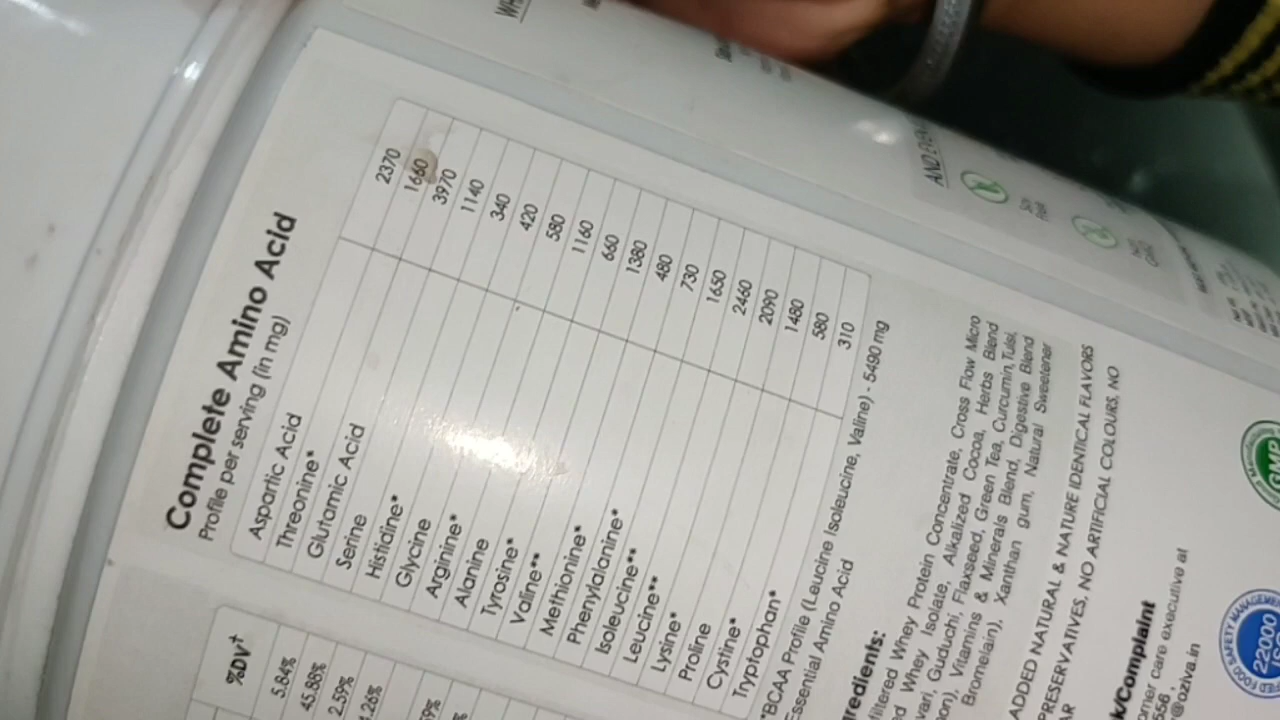 Complete Amino Acid
Profile per serving (in mg)
Aspartic Acid 2370
Threonine* 1660
Glutamic Acid 3970
Serine 1140
Histidine* 340
Glycine 420
Arginine* 580
Alanine 1160
Tyrosine* 660
Valine** 1380
Methionine* 480
Phenylalanine* 730
Isoleucine** 1650
Leucine** 2460
Lysine* 2090
Proline 1480
Cystine* 580
Tryptophan* 310
*BCAA Profile (Leucine Isoleucine, Valine) - 5490 mg
Essential Amino Acid
%DV†
5.84%
45.88%
2.59%
Whey Protein Concentrate, Cross Flow Micro
Whey Isolate, Alkalized Cocoa, Herbs Blend
Guduchi, Flaxseed, Green Tea, Curcumin, Tulsi,
Vitamins & Minerals Blend, Digestive Blend
Bromelain), Xanthan gum, Natural Sweetener
ADDED NATURAL & NATURE IDENTICAL FLAVORS
PRESERVATIVES. NO ARTIFICIAL COLOURS, NO
care executive at
@oziva.in
AND EVEN
Soy
GMP
22000